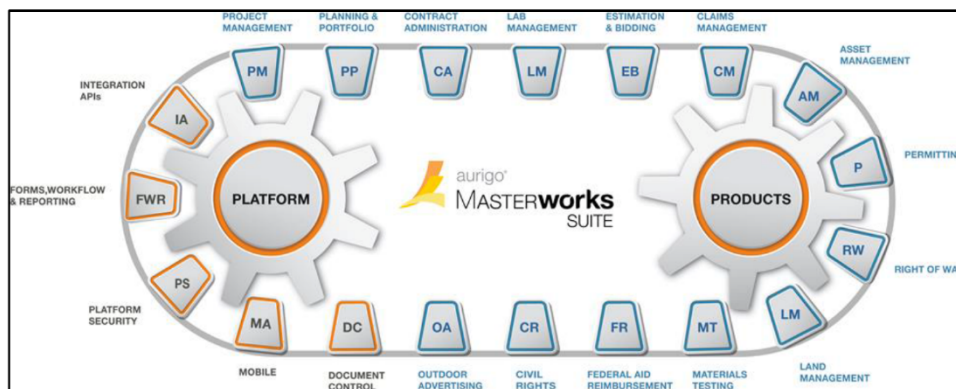 PROJECT
MANAGEMENT
PLANNING &
PORTFOLIO
CONTRACT
ADMINISTRATION
LAB
MANAGEMENT
ESTIMATION
& BIDDING
CLAIMS
MANAGEMENT
ASSET
MANAGEMENT
PM
PP
CA
LM
EB
CM
AM
INTEGRATION
APIs
IA
P
PERMITTIN
FORMS,WORKFLOW
& REPORTING
FWR
PLATFORM
aurigo®
MASTERworks
SUITE
PRODUCTS
RW
RIGHT OF WA
PS
PLATFORM
SECURITY
LM
LAND
MANAGEMENT
MA
DC
OA
CR
FR
MT
MOBILE
DOCUMENT
CONTROL
OUTDOOR
ADVERTISING
CIVIL
RIGHTS
FEDERAL AID
REIMBURSEMENT
MATERIALS
TESTING